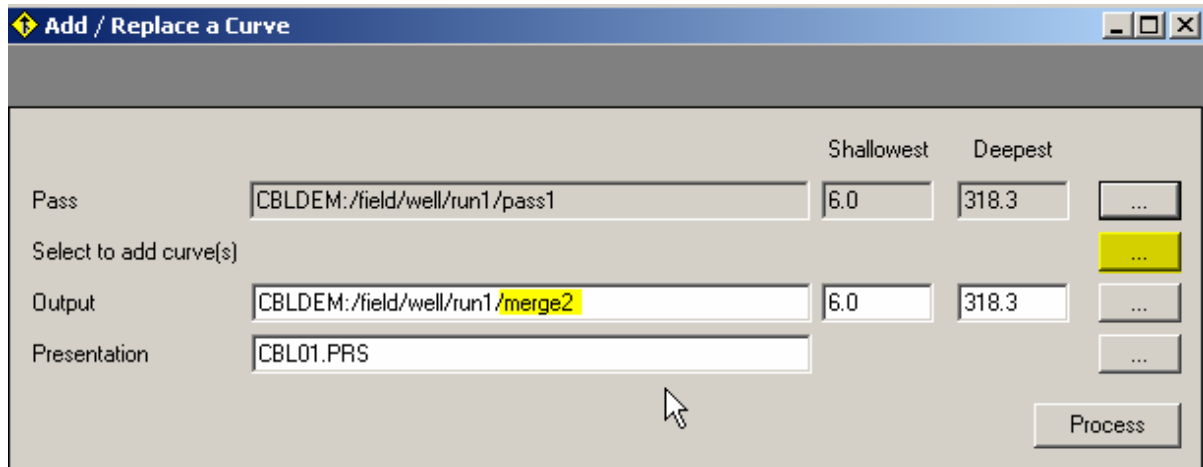 Add / Replace a Curve
Shallowest Deepest
Pass CBLDEM:/field/well/run1/pass1 6.0 318.3 ...
Select to add curve(s) ...
Output CBLDEM:/field/well/run1/merge2 6.0 318.3 ...
Presentation CBL01.PRS ...
Process